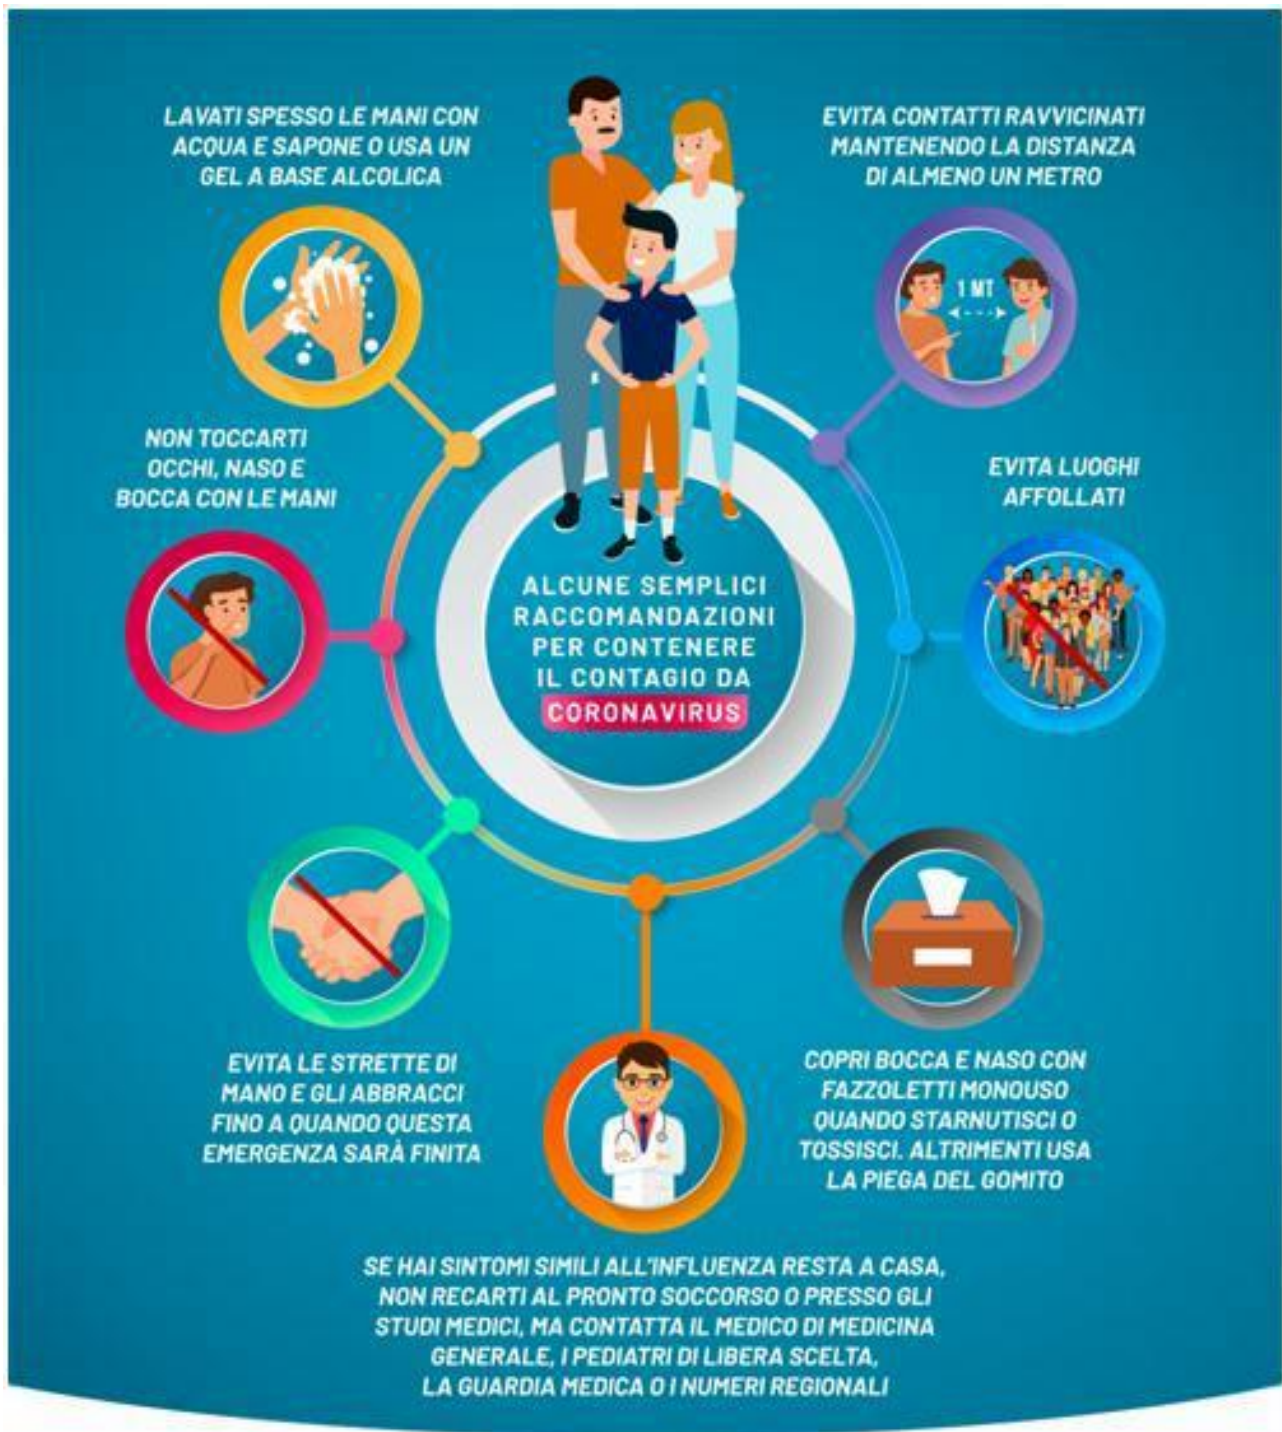 LAVATI SPESSO LE MANI CON
ACQUA E SAPONE O USA UN
GEL A BASE ALCOLICA
EVITA CONTATTI RAVVICINATI
MANTENENDO LA DISTANZA
DI ALMENO UN METRO
1 MT
NON TOCCARTI
OCCHI, NASO E
BOCCA CON LE MANI
EVITA LUOGHI
AFFOLLATI
ALCUNE SEMPLICI
RACCOMANDAZIONI
PER CONTENERE
IL CONTAGIO DA
CORONAVIRUS
EVITA LE STRETTE DI
MANO E GLI ABBRACCI
FINO A QUANDO QUESTA
EMERGENZA SARÀ FINITA
COPRI BOCCA E NASO CON
FAZZOLETTI MONOUSO
QUANDO STARNUTISCI O
TOSSISCI. ALTRIMENTI USA
LA PIEGA DEL GOMITO
SE HAI SINTOMI SIMILI ALL'INFLUENZA RESTA A CASA,
NON RECARTI AL PRONTO SOCCORSO O PRESSO GLI
STUDI MEDICI, MA CONTATTA IL MEDICO DI MEDICINA
GENERALE, I PEDIATRI DI LIBERA SCELTA,
LA GUARDIA MEDICA O I NUMERI REGIONALI